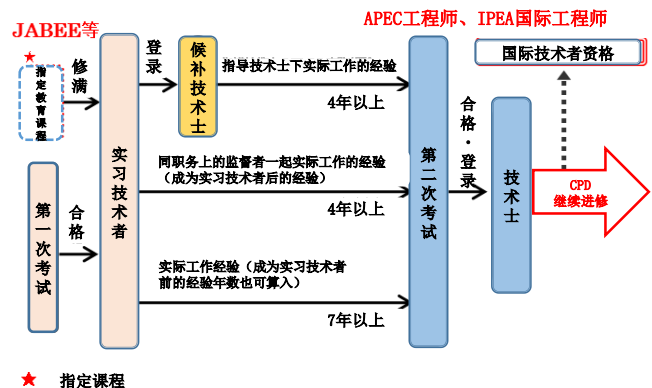 APEC工程师、IPEA国际工程师
JABEE等
国际技术者资格
指定教育课程
修满
登录
候补技术士
指导技术士下实际工作的经验
4年以上
合格・登录
实习技术者
同职务上的监督者一起实际工作的经验
（成为实习技术者后的经验）
4年以上
第二次考试
技术士
CPD
继续进修
第一次考试
合格
实际工作经验（成为实习技术者
前的经验年数也可算入）
7年以上
指定课程